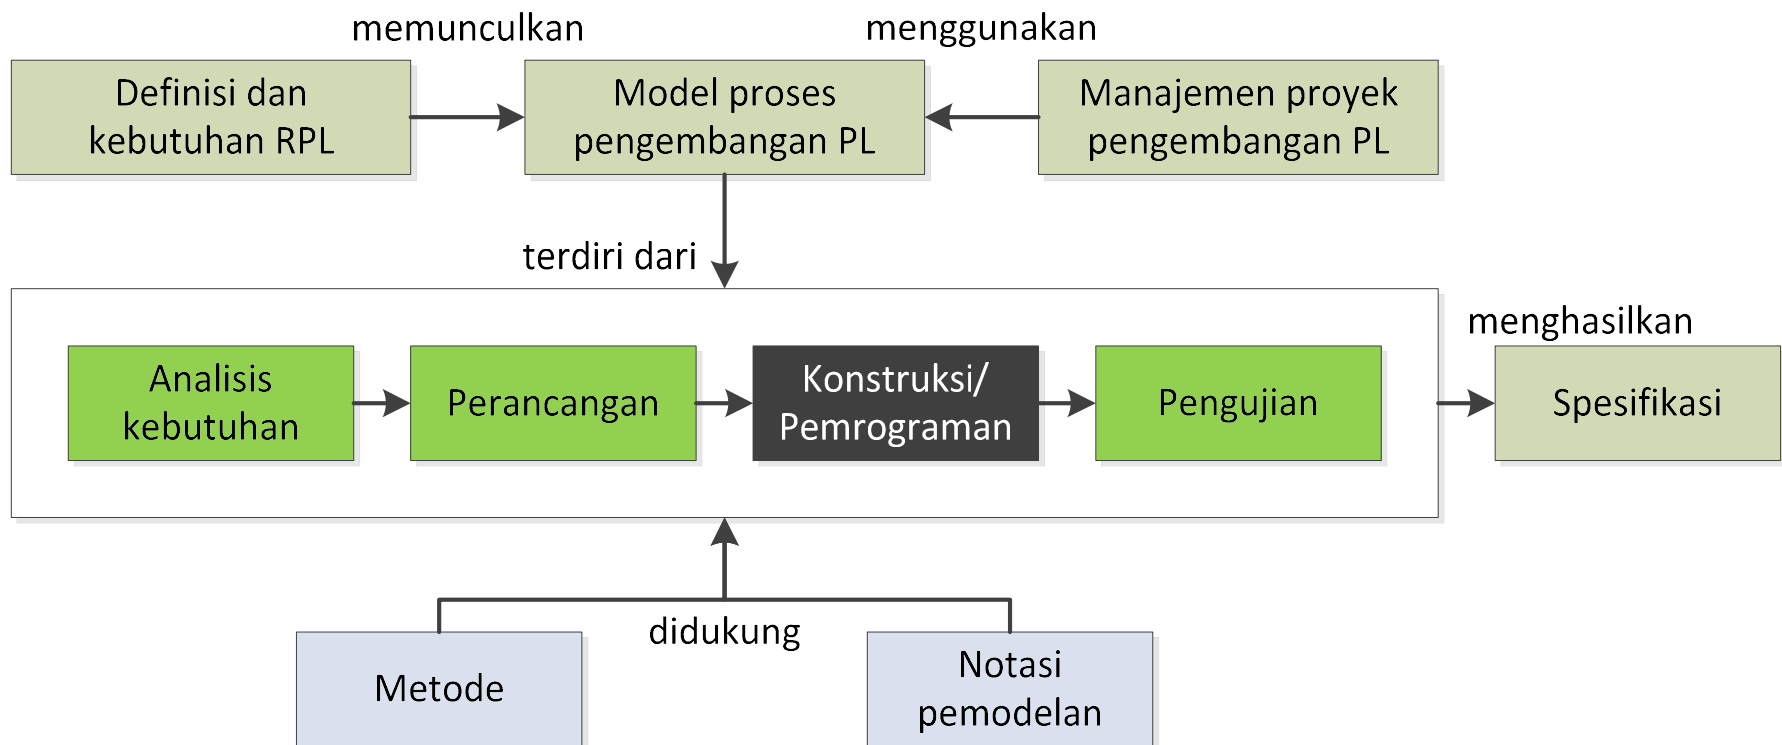 memunculkan
menggunakan
Definisi dan
kebutuhan RPL
Model proses
pengembangan PL
Manajemen proyek
pengembangan PL
terdiri dari
menghasilkan
Analisis
kebutuhan
Perancangan
Konstruksi/
Pemrograman
Pengujian
Spesifikasi
didukung
Metode
Notasi
pemodelan